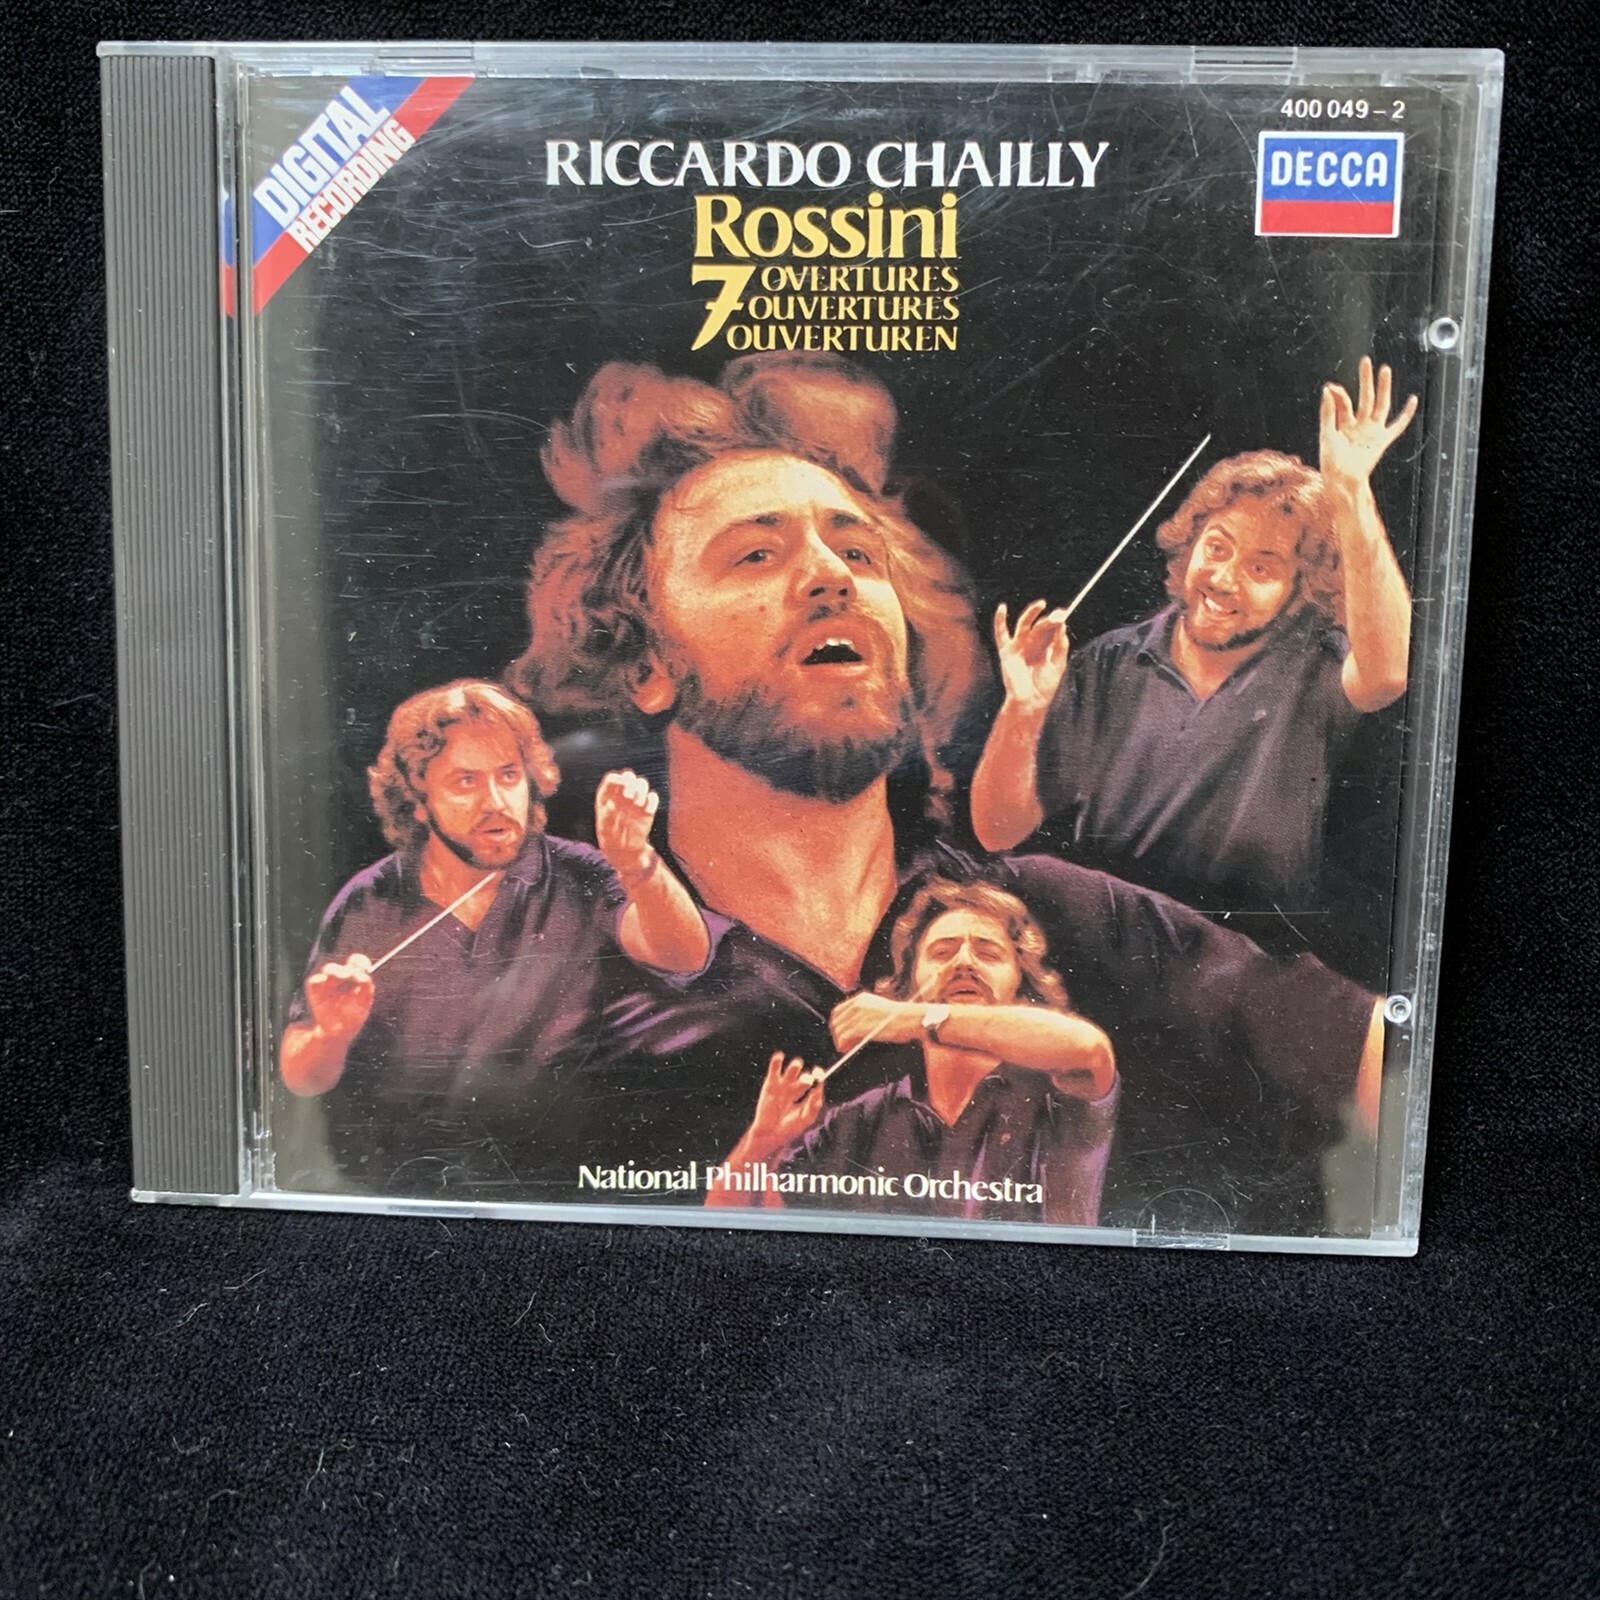 DIGITAL
RECORDING
400 049 – 2
DECCA
RICCARDO CHAILLY
Rossini
7 OVERTURES
OUVERTURES
OUVERTUREN
National Philharmonic Orchestra